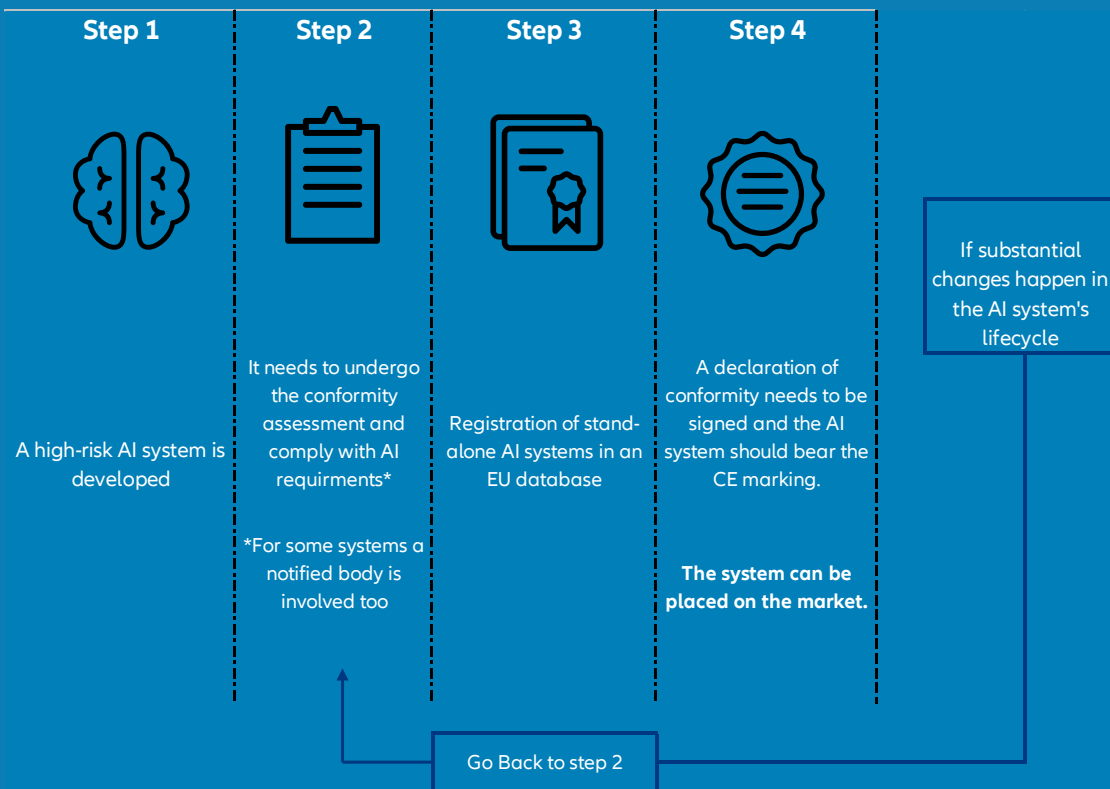 Step 1
A high-risk AI system is
developed
Step 2
It needs to undergo
the conformity
assessment and
comply with AI
requirments*
*For some systems a
notified body is
involved too
Step 3
Registration of stand-
alone AI systems in an
EU database
Step 4
A declaration of
conformity needs to be
signed and the AI
system should bear the
CE marking.
The system can be
placed on the market.
If substantial
changes happen in
the AI system's
lifecycle
Go Back to step 2